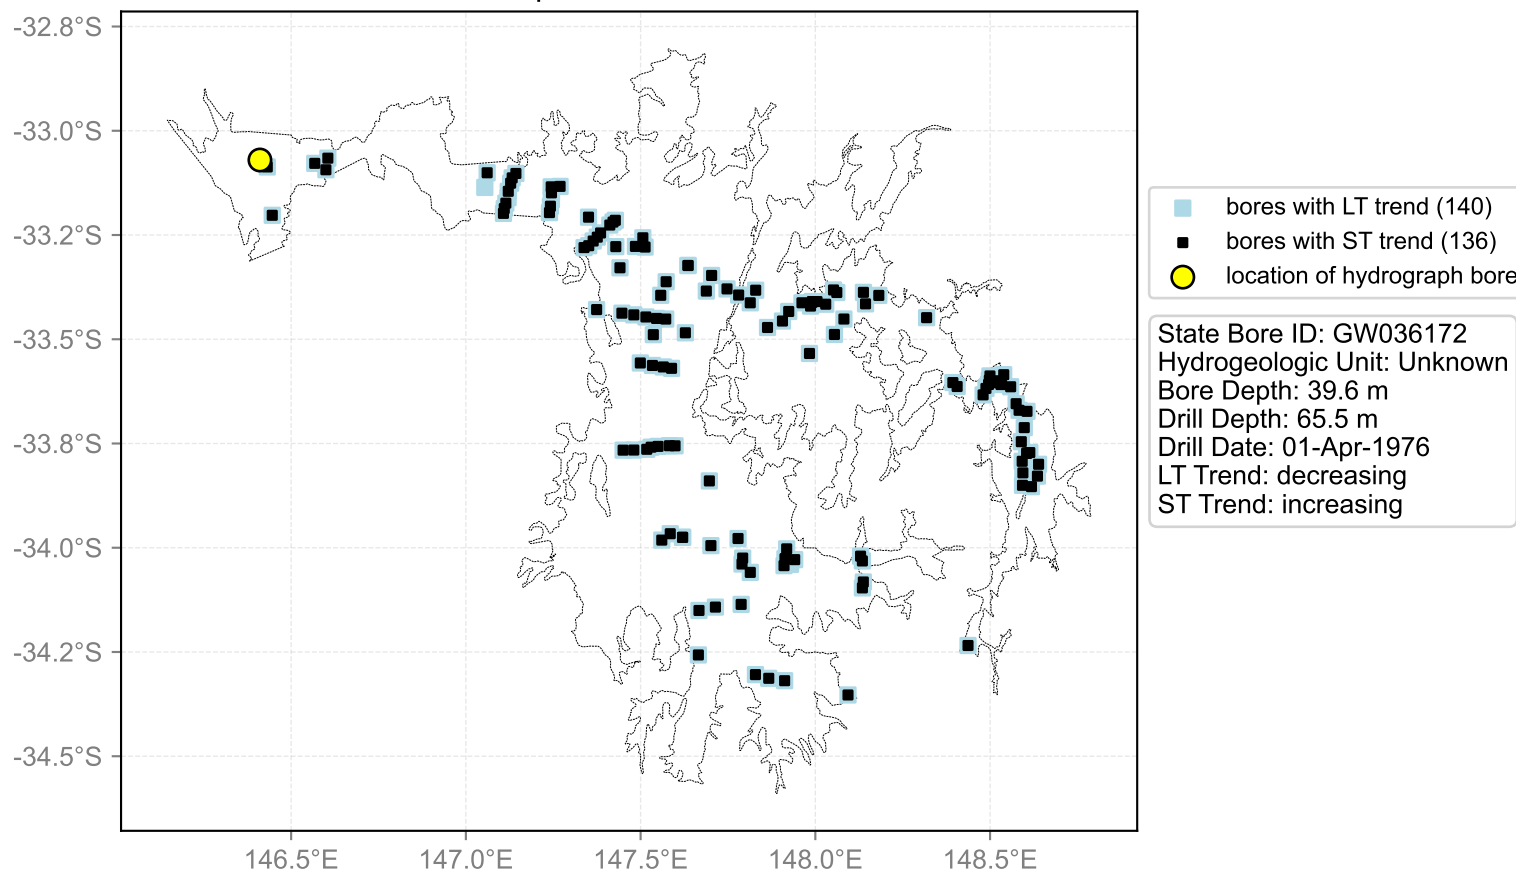 -32.8°S
-33.0°S
-33.2°S
-33.5°S
-33.8°S
-34.0°S
-34.2°S
-34.5°S
146.5°E
147.0°E
147.5°E
148.0°E
148.5°E
bores with LT trend (140)
bores with ST trend (136)
location of hydrograph bore
State Bore ID: GW036172
Hydrogeologic Unit: Unknown
Bore Depth: 39.6 m
Drill Depth: 65.5 m
Drill Date: 01-Apr-1976
LT Trend: decreasing
ST Trend: increasing